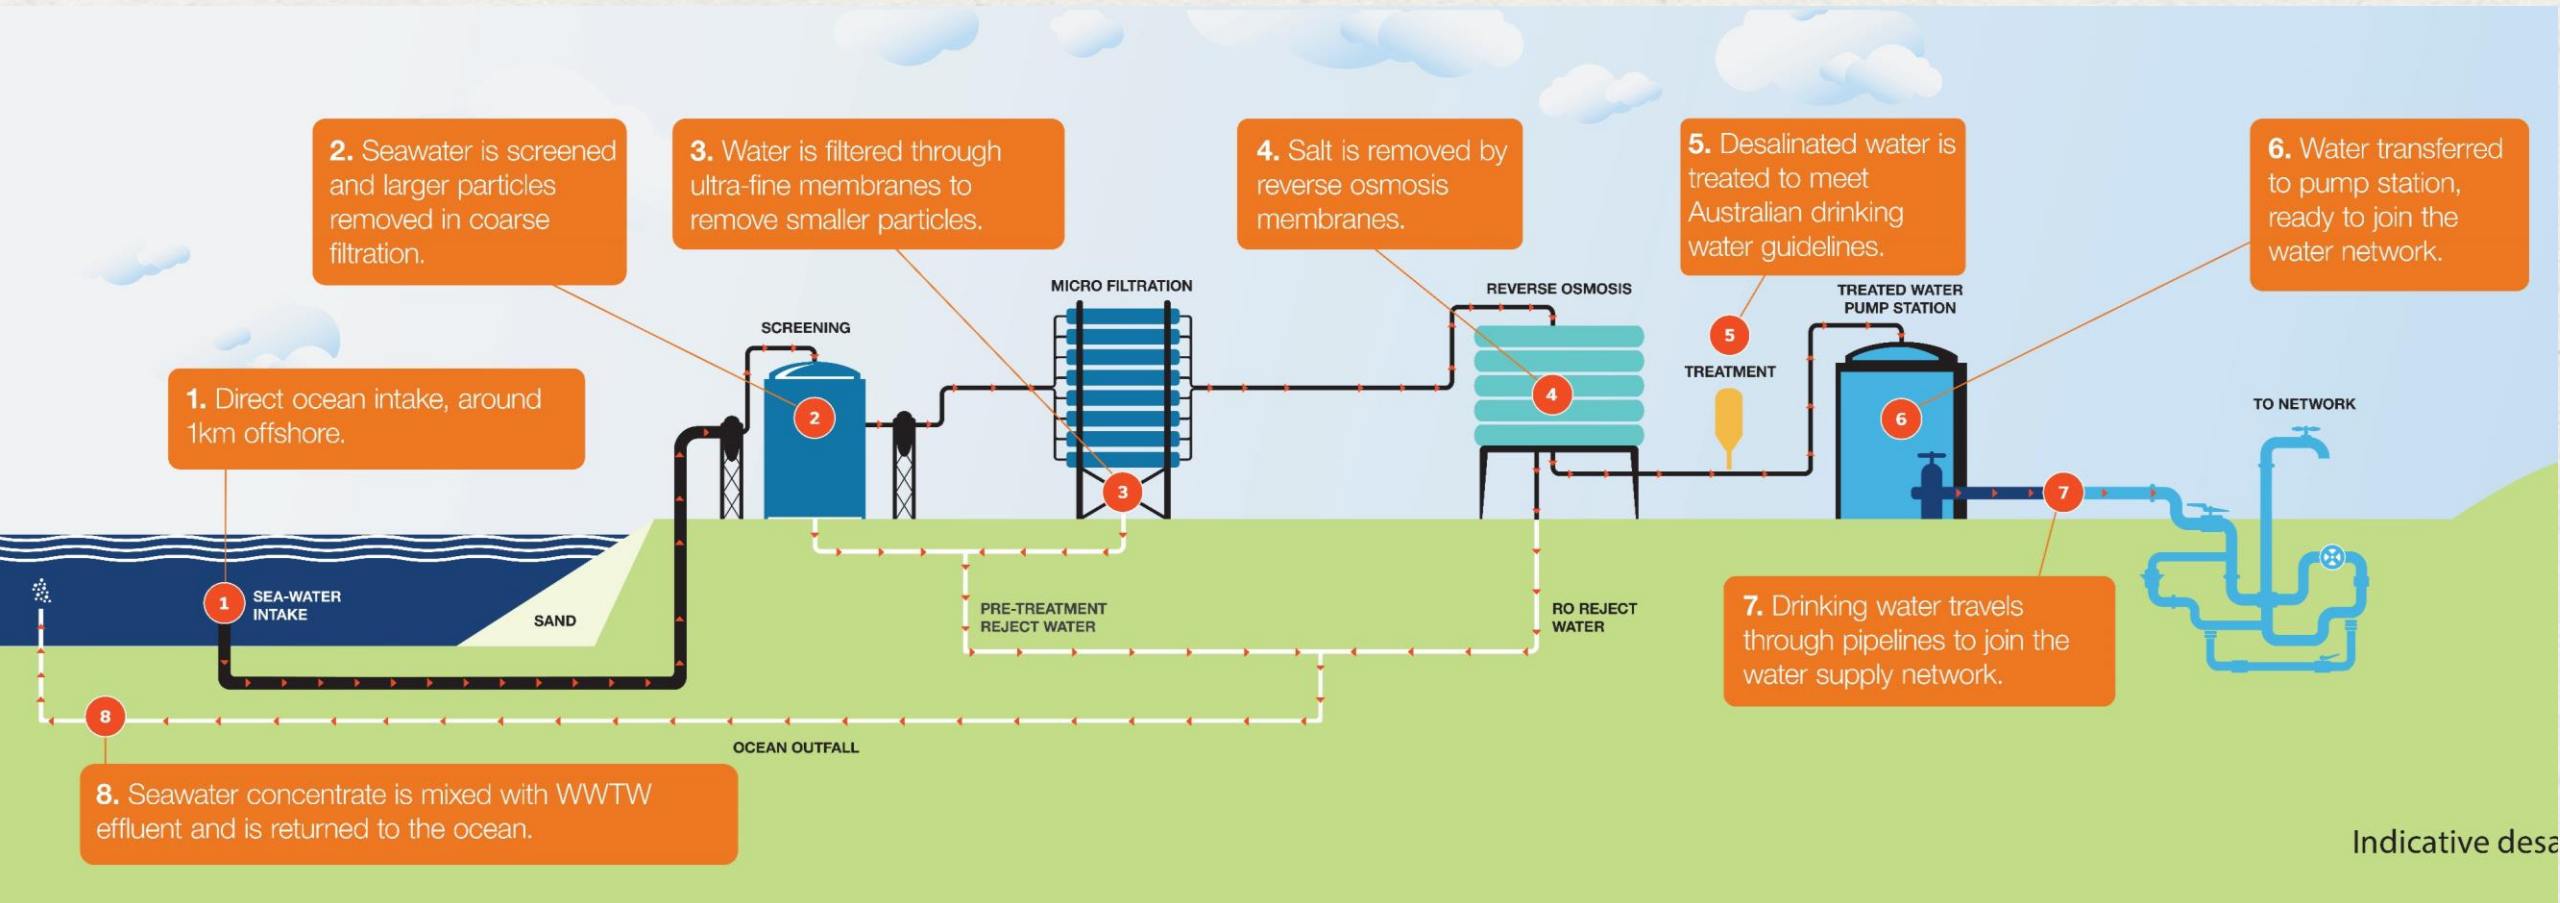 2. Seawater is screened
and larger particles
removed in coarse
filtration.
3. Water is filtered through
ultra-fine membranes to
remove smaller particles.
4. Salt is removed by
reverse osmosis
membranes.
5. Desalinated water is
treated to meet
Australian drinking
water guidelines.
6. Water transferred
to pump station,
ready to join the
water network.
MICRO FILTRATION
REVERSE OSMOSIS
TREATED WATER
PUMP STATION
SCREENING
5
TREATMENT
1. Direct ocean intake, around
1km offshore.
2
4
6
TO NETWORK
3
7
1
SEA-WATER
INTAKE
SAND
PRE-TREATMENT
REJECT WATER
RO REJECT
WATER
7. Drinking water travels
through pipelines to join the
water supply network.
8
OCEAN OUTFALL
8. Seawater concentrate is mixed with WWTW
effluent and is returned to the ocean.
Indicative desa